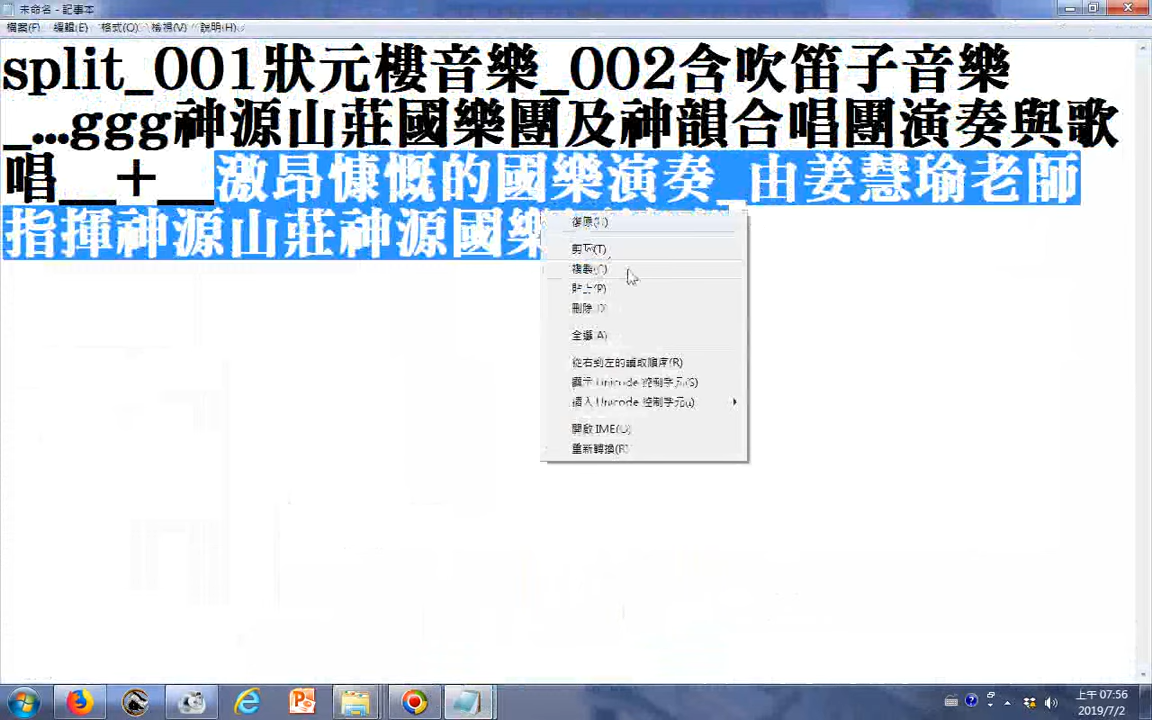 未命名 - 記事本
檔案(F) 編輯(E) 格式(O) 檢視(V) 說明(H)
split_001狀元樓音樂_002含吹笛子音樂
_...ggg神源山莊國樂團及神韻合唱團演奏與歌
唱__+__激昂慷慨的國樂演奏_由姜慧瑜老師
指揮神源山莊神源國樂
復原(U)
剪下(T)
複製(C)
貼上(P)
刪除(D)
全選(A)
從右到左的讀取順序(R)
顯示 Unicode 控制字元(S)
插入 Unicode 控制字元(I)
開啟 IME(O)
重新轉換(R)
上午 07:56
2019/7/2